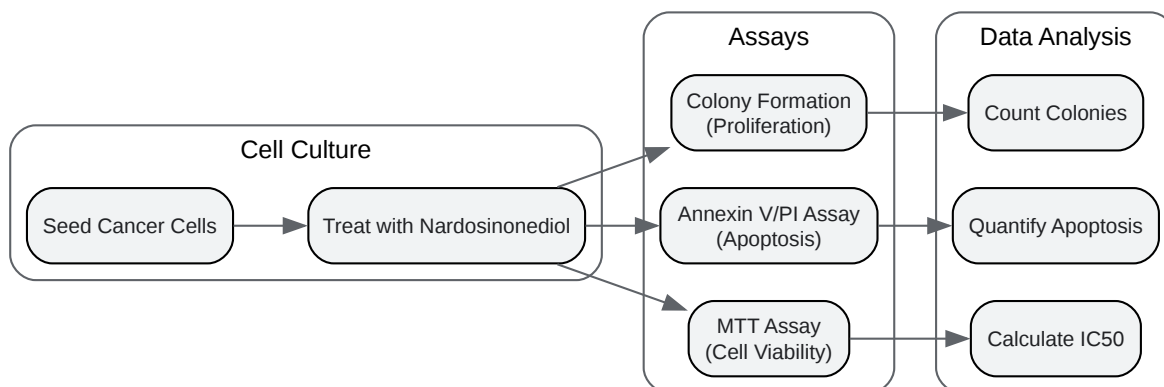 Cell Culture
Seed Cancer Cells
Treat with Nardosinonediol
Assays
Colony Formation
(Proliferation)
Annexin V/PI Assay
(Apoptosis)
MTT Assay
(Cell Viability)
Data Analysis
Count Colonies
Quantify Apoptosis
Calculate IC50